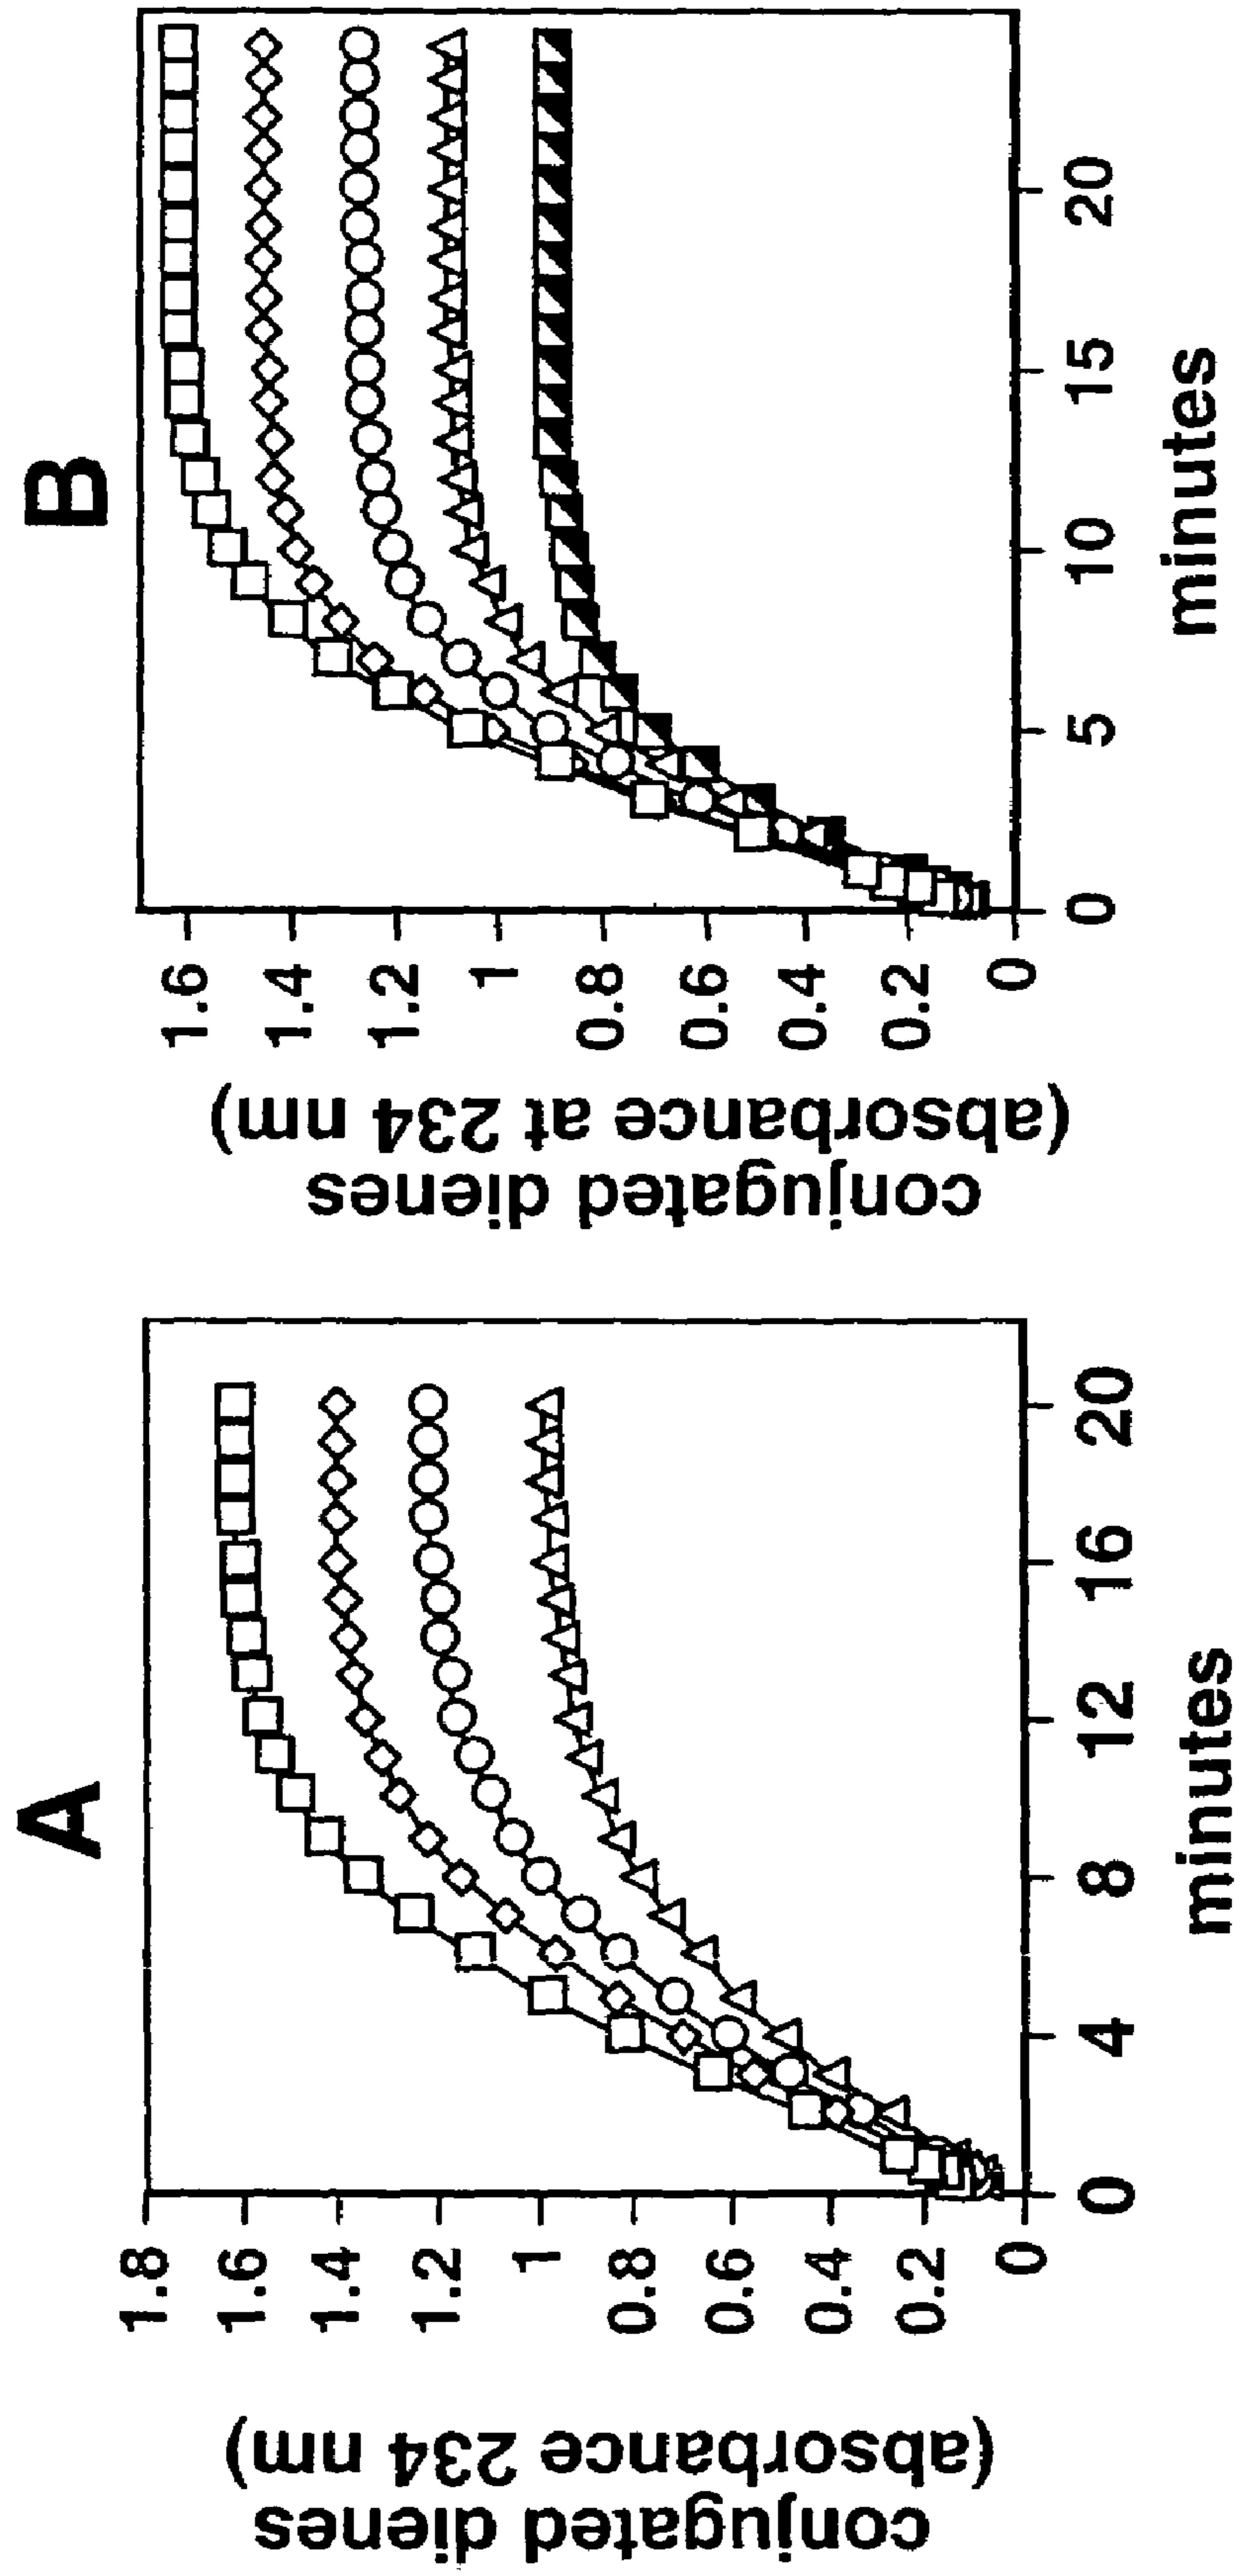 A
conjugated dienes
(absorbance 234 nm)
1.8
1.6
1.4
1.2
1
0.8
0.6
0.4
0.2
0
0 4 8 12 16 20
minutes
B
conjugated dienes
(absorbance at 234 nm)
1.6
1.4
1.2
1
0.8
0.6
0.4
0.2
0
0 5 10 15 20
minutes